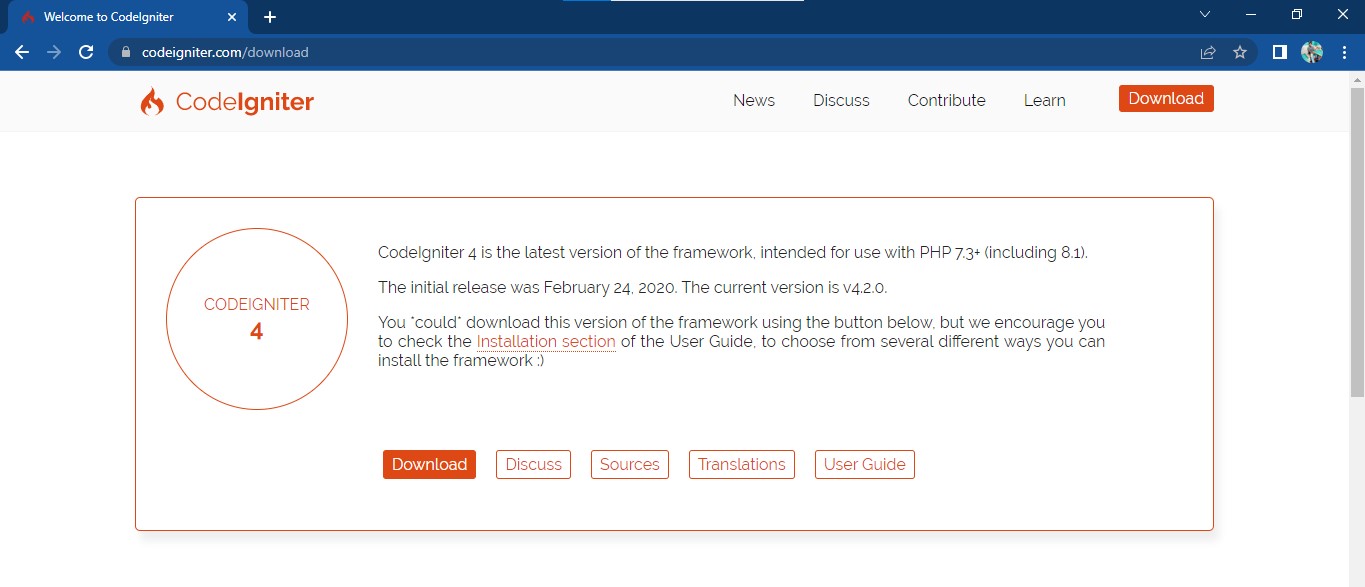 Welcome to CodeIgniter
codeigniter.com/download
CodeIgniter
News Discuss Contribute Learn Download
CODEIGNITER
4
CodeIgniter 4 is the latest version of the framework, intended for use with PHP 7.3+ (including 8.1).
The initial release was February 24, 2020. The current version is v4.2.0.
You *could* download this version of the framework using the button below, but we encourage you
to check the Installation section of the User Guide, to choose from several different ways you can
install the framework :)
Download Discuss Sources Translations User Guide